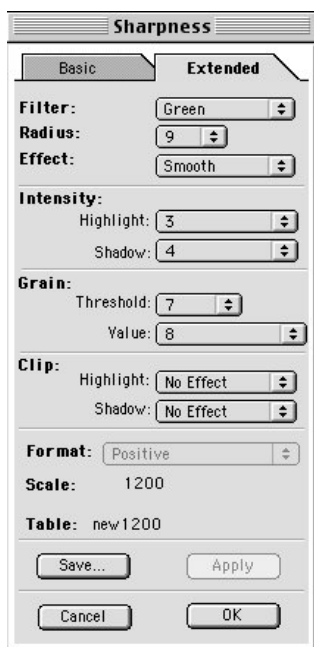 Sharpness
Basic Extended
Filter: Green
Radius: 9
Effect: Smooth
Intensity:
Highlight: 3
Shadow: 4
Grain:
Threshold: 7
Value: 8
Clip:
Highlight: No Effect
Shadow: No Effect
Format: Positive
Scale: 1200
Table: new1200
Save... Apply
Cancel OK